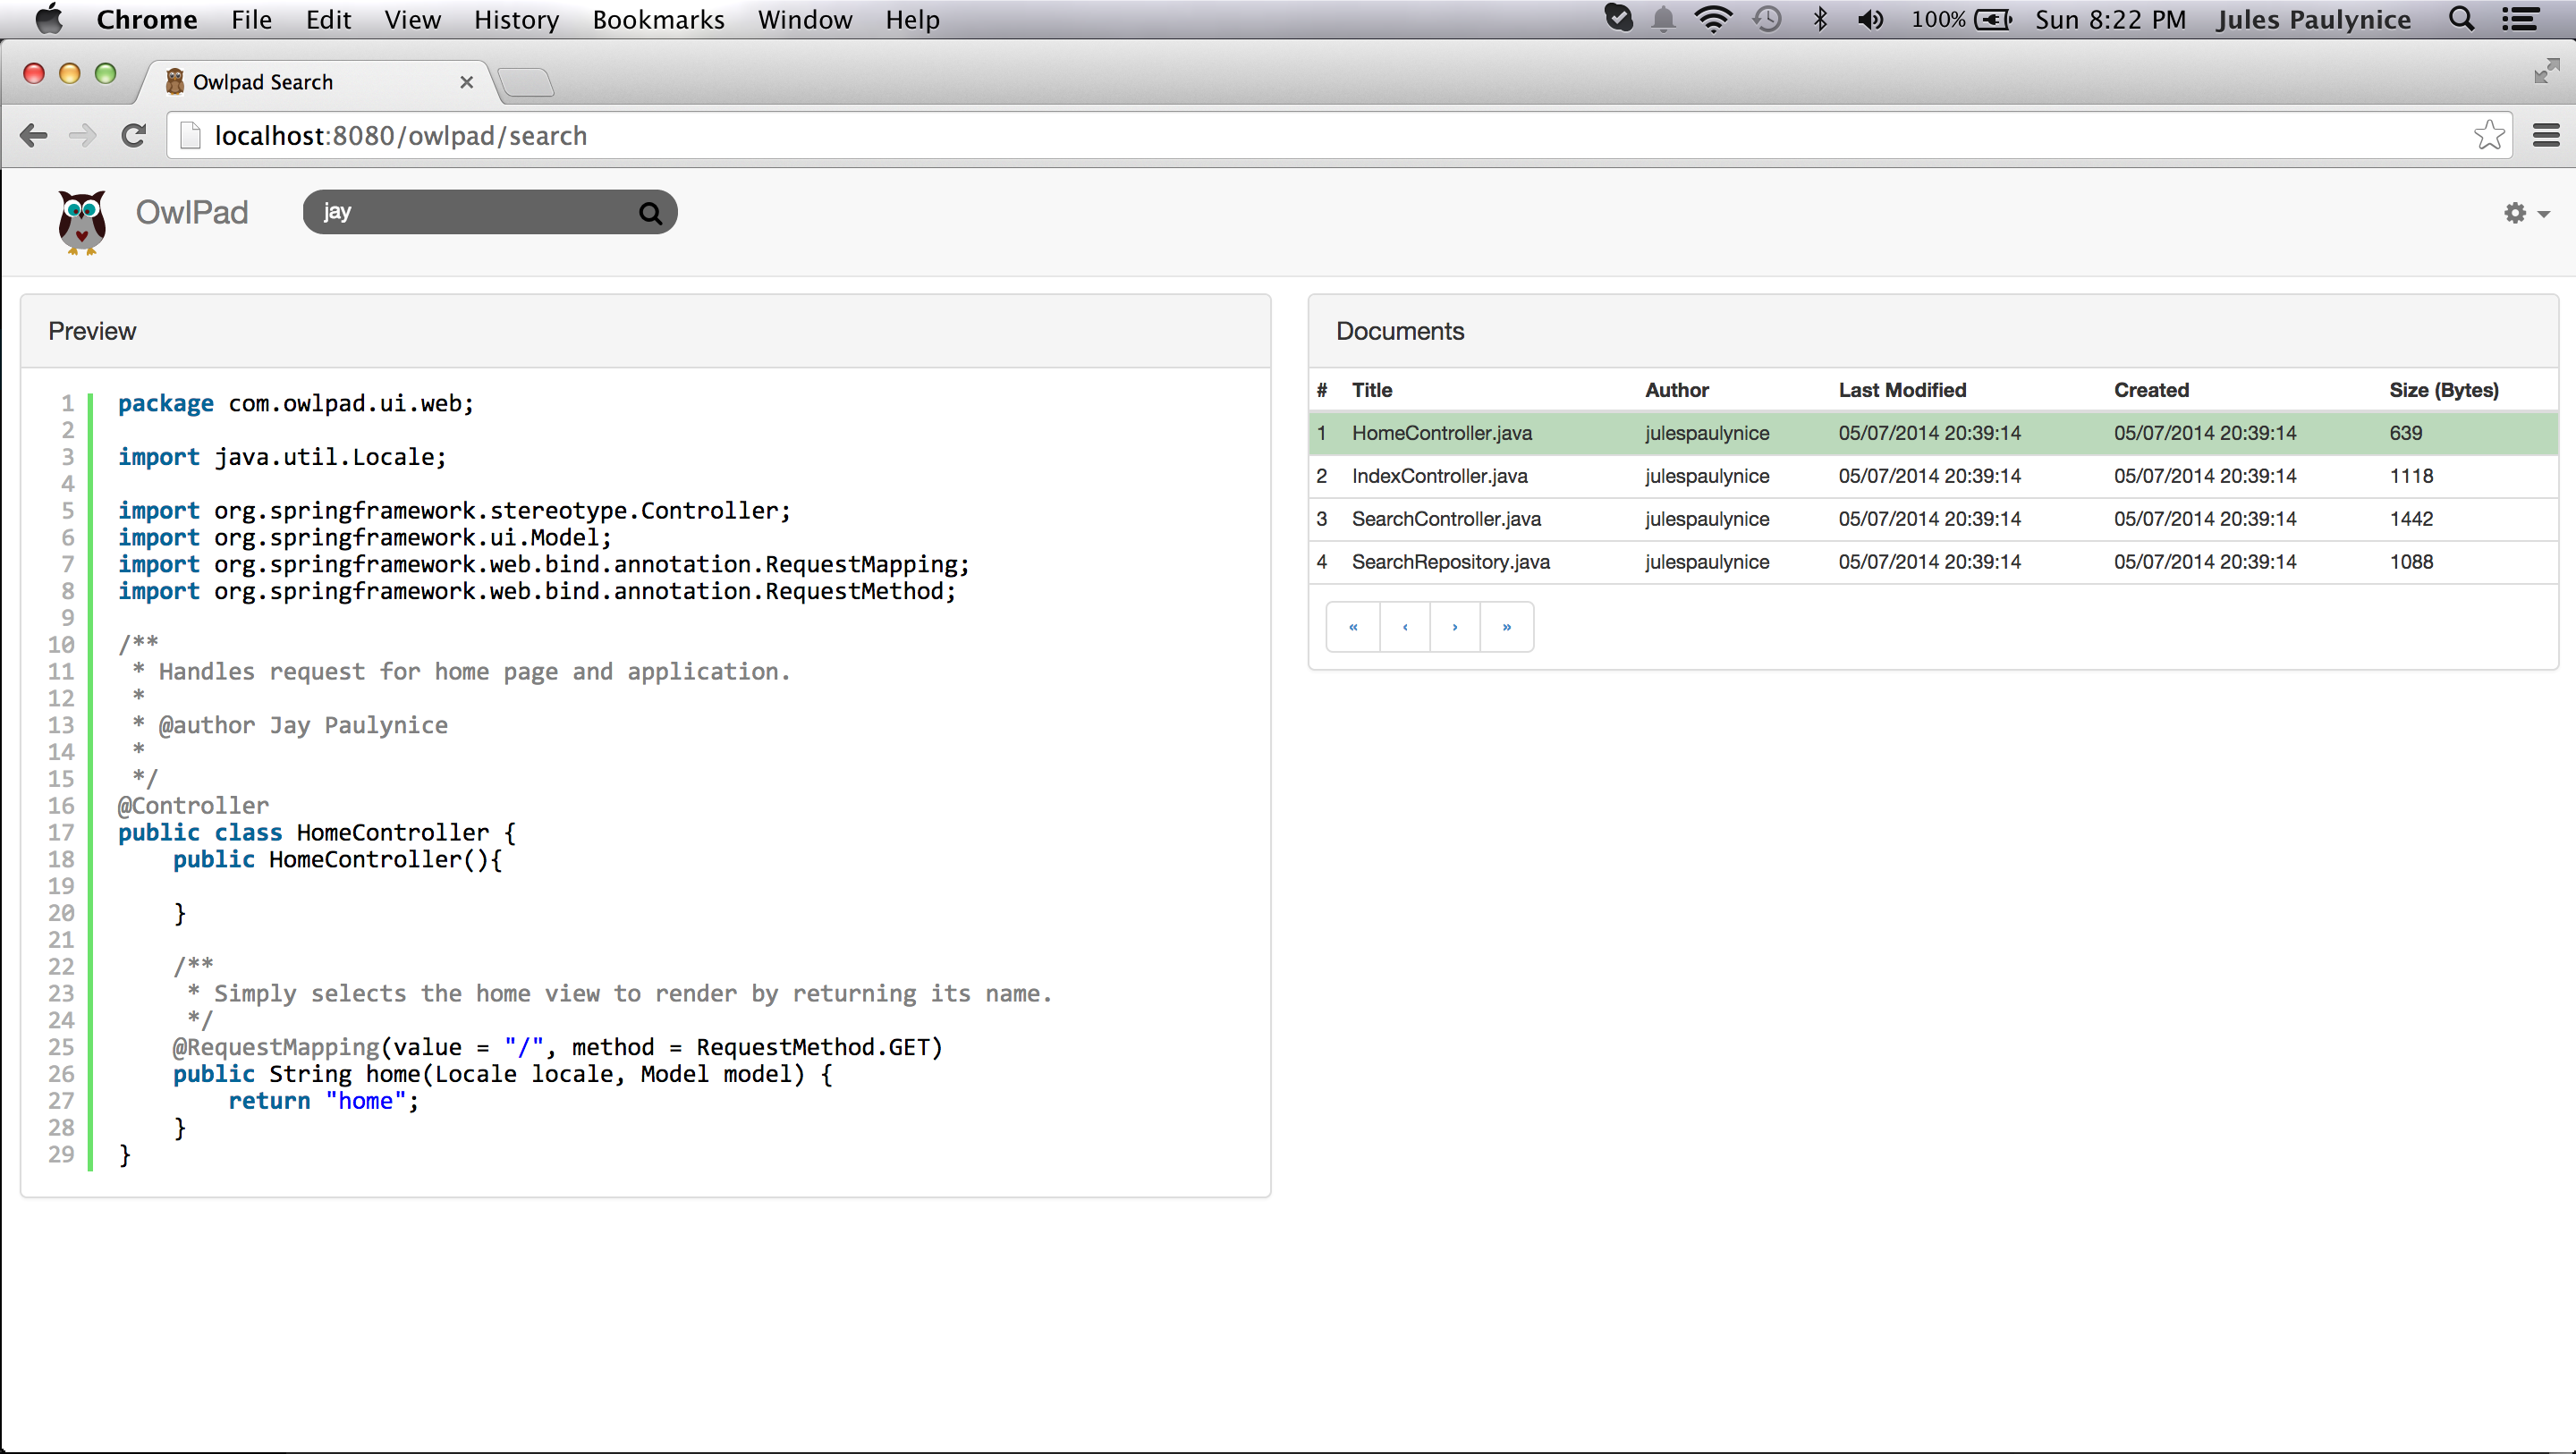 Chrome File Edit View History Bookmarks Window Help 100% Sun 8:22 PM Jules Paulynice
Owlpad Search
localhost:8080/owlpad/search
OwlPad jay
Preview
1 package com.owlpad.ui.web;
2
3 import java.util.Locale;
4
5 import org.springframework.stereotype.Controller;
6 import org.springframework.ui.Model;
7 import org.springframework.web.bind.annotation.RequestMapping;
8 import org.springframework.web.bind.annotation.RequestMethod;
9
10 /**
11 * Handles request for home page and application.
12 *
13 * @author Jay Paulynice
14 *
15 */
16 @Controller
17 public class HomeController {
18 public HomeController(){
19
20 }
21
22 /**
23 * Simply selects the home view to render by returning its name.
24 */
25 @RequestMapping(value = "/", method = RequestMethod.GET)
26 public String home(Locale locale, Model model) {
27 return "home";
28 }
29 }
Documents
# Title Author Last Modified Created Size (Bytes)
1 HomeController.java julespaulynice 05/07/2014 20:39:14 05/07/2014 20:39:14 639
2 IndexController.java julespaulynice 05/07/2014 20:39:14 05/07/2014 20:39:14 1118
3 SearchController.java julespaulynice 05/07/2014 20:39:14 05/07/2014 20:39:14 1442
4 SearchRepository.java julespaulynice 05/07/2014 20:39:14 05/07/2014 20:39:14 1088
« ‹ › »